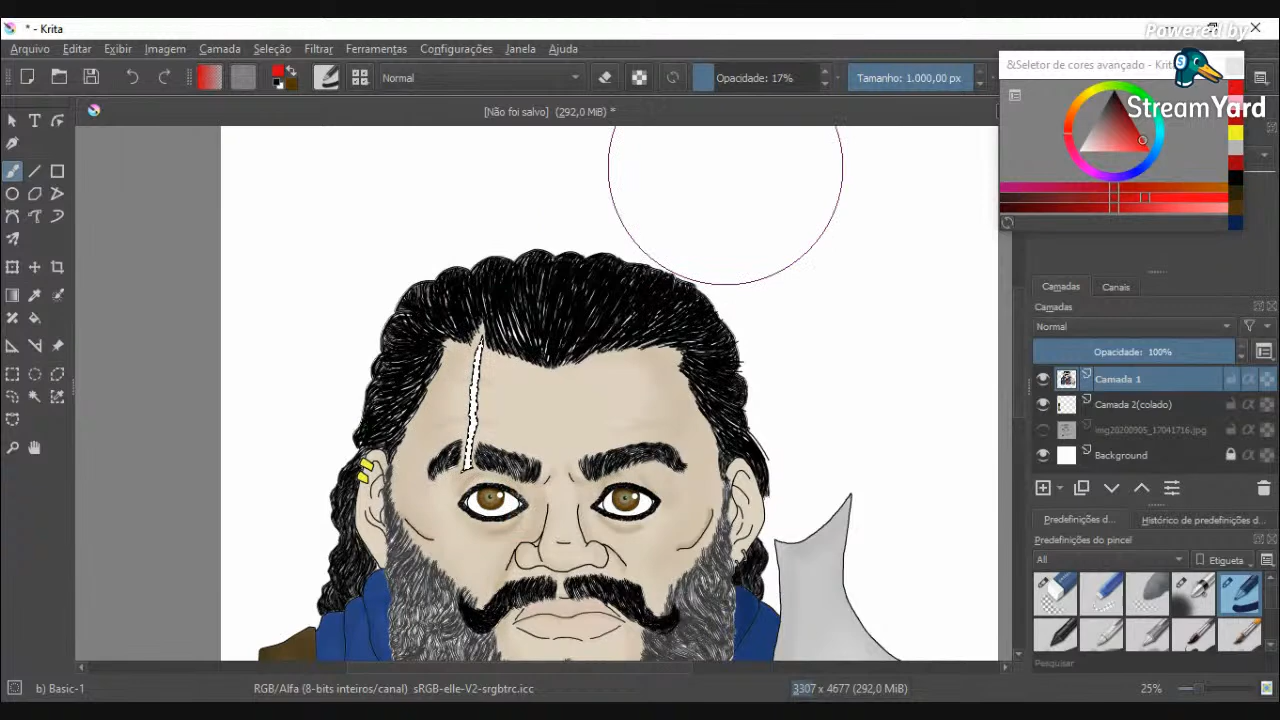 * - Krita
Powered by
Arquivo Editar Exibir Imagem Camada Seleção Filtrar Ferramentas Configurações Janela Ajuda
Normal
Opacidade: 17%
Tamanho: 1.000,00 px
&Seletor de cores avançado - Krita
StreamYard
[Não foi salvo] (292,0 MiB) *
Camadas Canais
Camadas
Normal
Opacidade: 100%
Camada 1
Camada 2(colado)
img20200905_17041716.jpg
Background
Predefinições d... Histórico de predefinições d...
Predefinições do pincel
All
Etiqueta
Pesquisar
b) Basic-1
RGB/Alfa (8-bits inteiros/canal) sRGB-elle-V2-srgbtrc.icc
3307 x 4677 (292,0 MiB)
25%